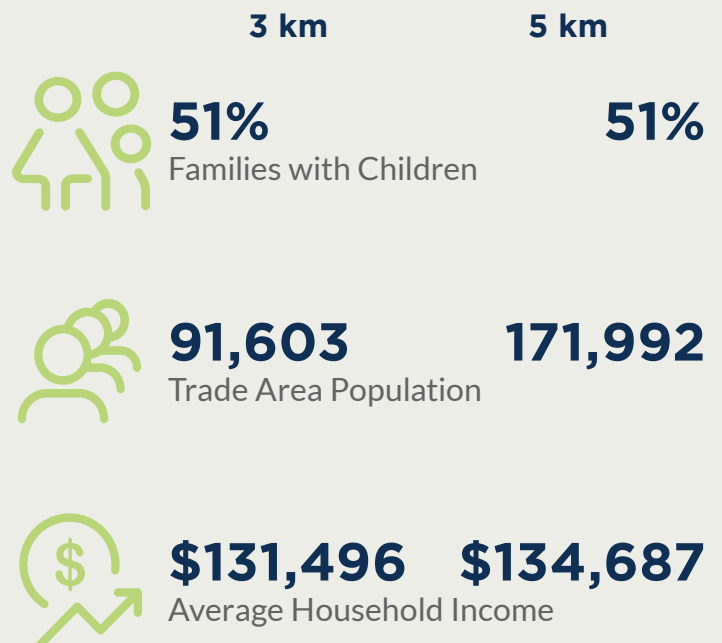 3 km 5 km
51% 51%
Families with Children
91,603 171,992
Trade Area Population
$
$131,496 $134,687
Average Household Income